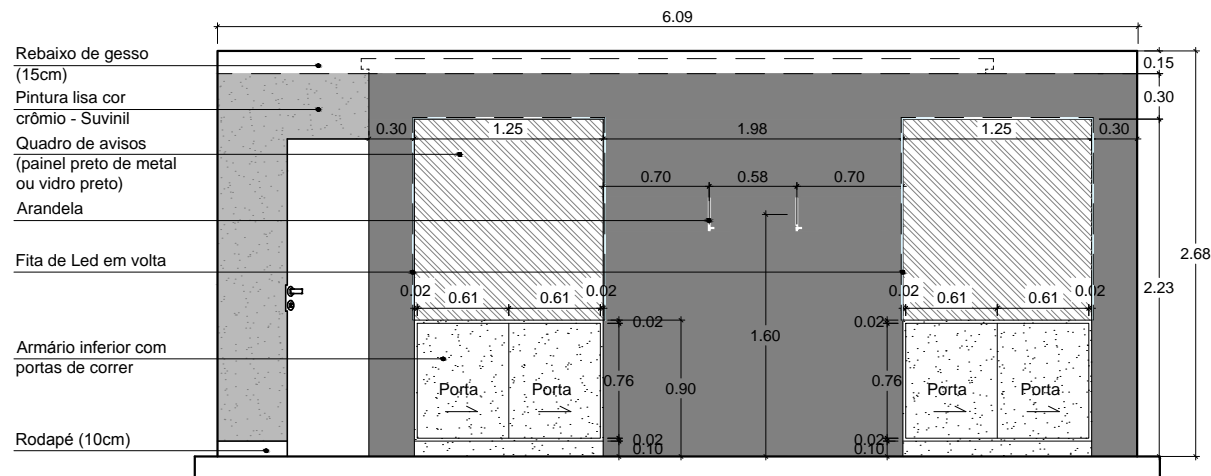 6.09
Rebaixo de gesso
(15cm)
0.15
Pintura lisa cor
crômio - Suvinil
0.30
0.30 1.25 1.98 1.25 0.30
Quadro de avisos
(painel preto de metal
ou vidro preto)
0.70 0.58 0.70
Arandela
2.68
Fita de Led em volta
2.23
0.02 0.61 0.61 0.02 0.02 0.61 0.61 0.02
0.02 0.02
1.60
Armário inferior com
portas de correr
0.76 0.90 0.76
Porta Porta Porta Porta
Rodapé (10cm)
0.02 0.02
0.10 0.10